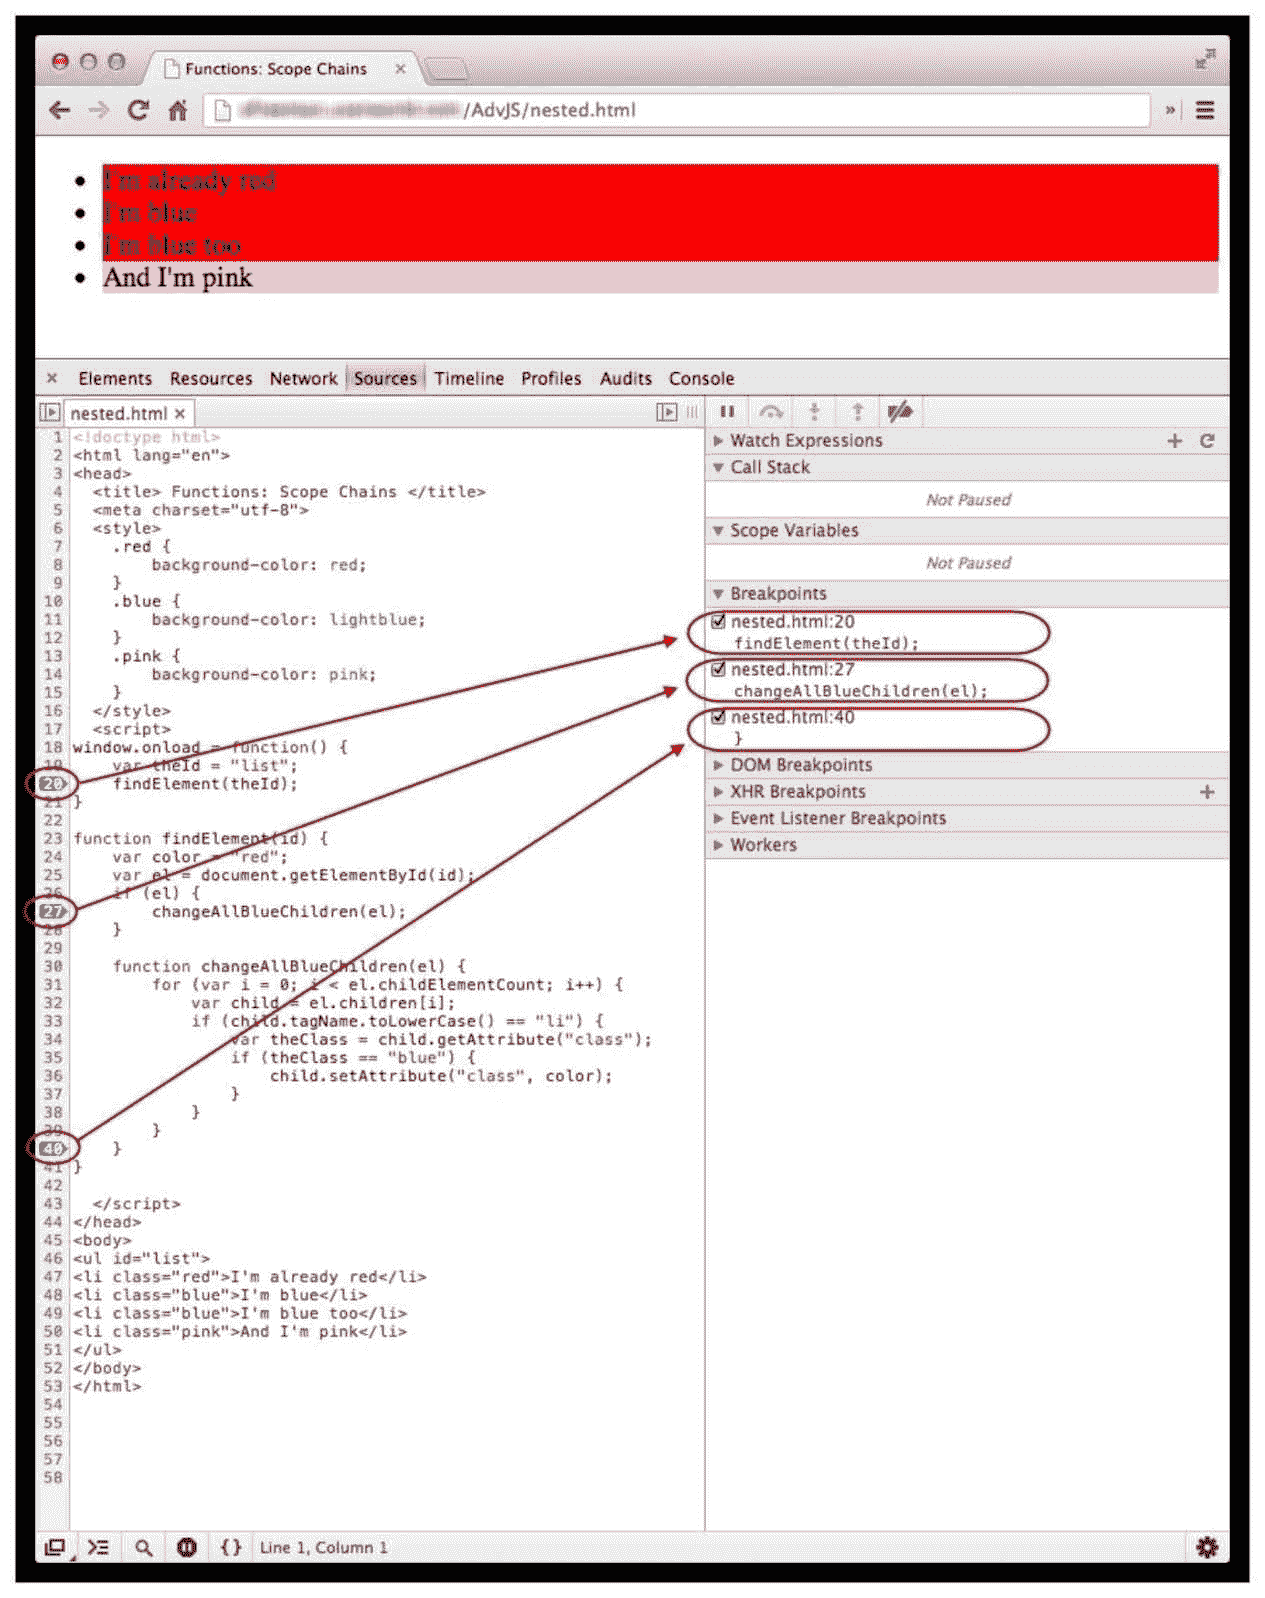 Functions: Scope Chains
/AdvJS/nested.html
I'm already red
I'm blue
I'm blue too
And I'm pink
Elements Resources Network Sources Timeline Profiles Audits Console
nested.html
1 <!doctype html>
2 <html lang="en">
3 <head>
4 <title> Functions: Scope Chains </title>
5 <meta charset="utf-8">
6 <style>
7 .red {
8 background-color: red;
9 }
10 .blue {
11 background-color: lightblue;
12 }
13 .pink {
14 background-color: pink;
15 }
16 </style>
17 <script>
18 window.onload = function() {
19 var theId = "list";
20 findElement(theId);
21 }
22
23 function findElement(id) {
24 var color = "red";
25 var el = document.getElementById(id);
26 if (el) {
27 changeAllBlueChildren(el);
28 }
29
30 function changeAllBlueChildren(el) {
31 for (var i = 0; i < el.childElementCount; i++) {
32 var child = el.children[i];
33 if (child.tagName.toLowerCase() == "li") {
34 var theClass = child.getAttribute("class");
35 if (theClass == "blue") {
36 child.setAttribute("class", color);
37 }
38 }
39 }
40 }
41 }
42
43 </script>
44 </head>
45 <body>
46 <ul id="list">
47 <li class="red">I'm already red</li>
48 <li class="blue">I'm blue</li>
49 <li class="blue">I'm blue too</li>
50 <li class="pink">And I'm pink</li>
51 </ul>
52 </body>
53 </html>
54
55
56
57
58
Watch Expressions
Call Stack
Not Paused
Scope Variables
Not Paused
Breakpoints
nested.html:20
findElement(theId);
nested.html:27
changeAllBlueChildren(el);
nested.html:40
}
DOM Breakpoints
XHR Breakpoints
Event Listener Breakpoints
Workers
Line 1, Column 1